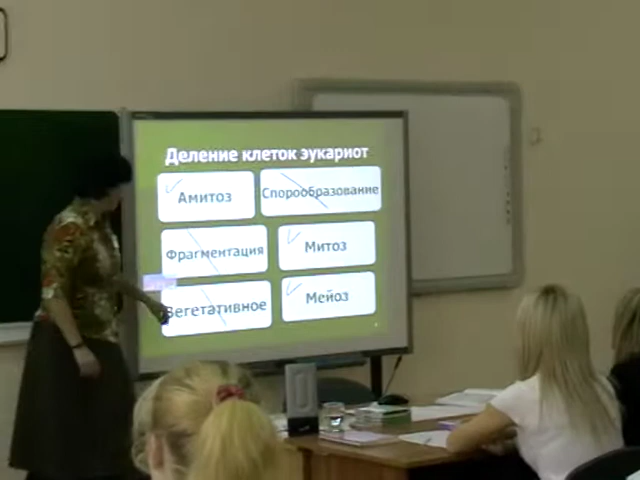 Деление клеток эукариот
Амитоз
Спорообразование
Фрагментация
Митоз
Вегетативное
Мейоз